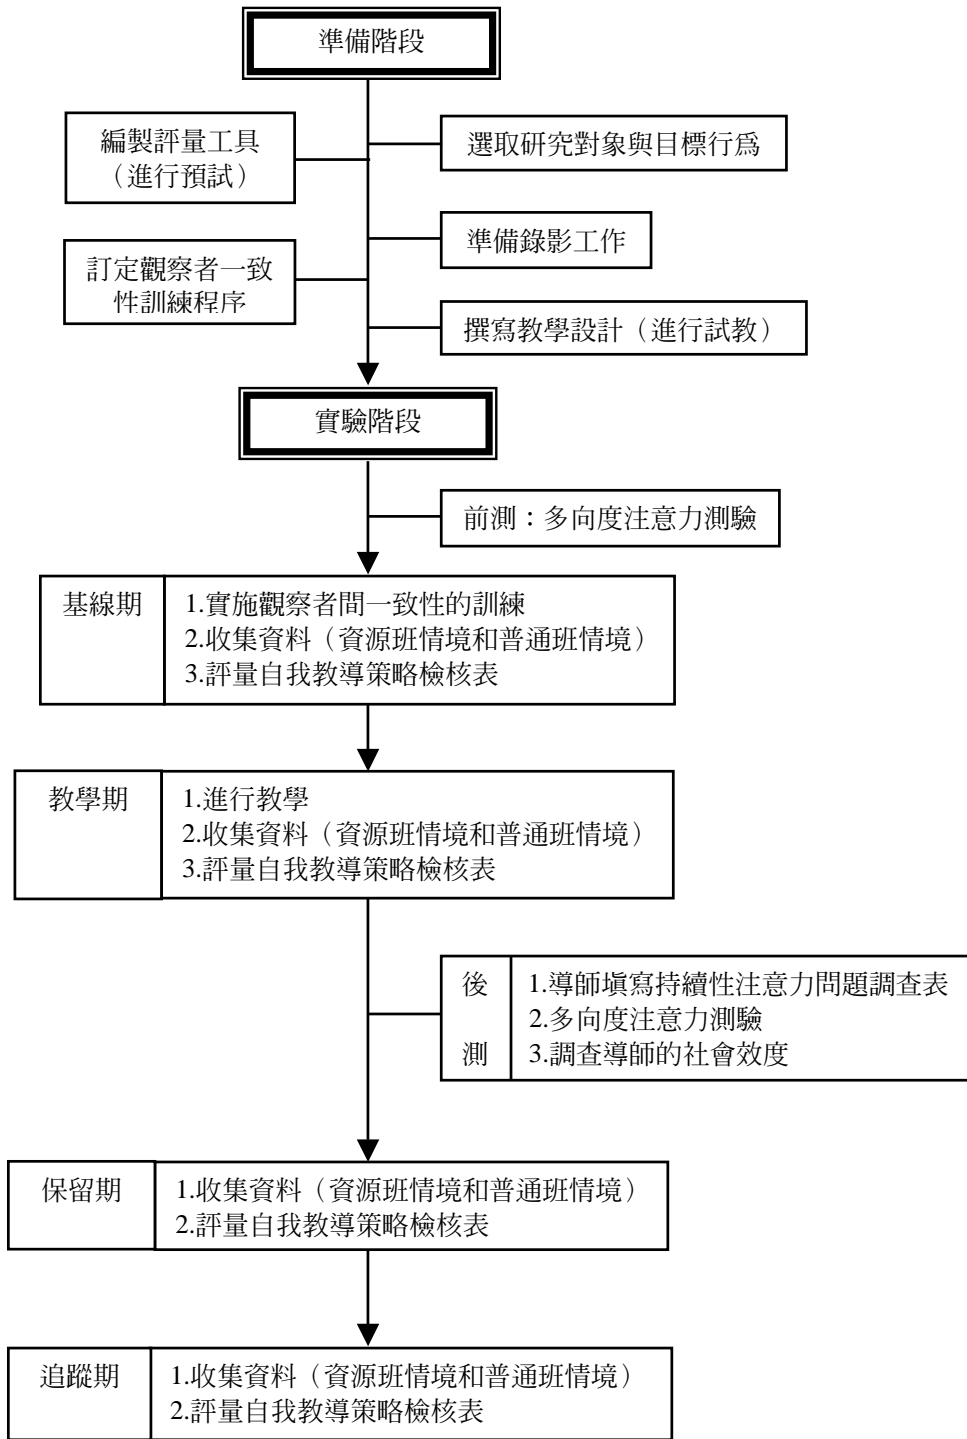 準備階段
編製評量工具
（進行預試）
選取研究對象與目標行為
準備錄影工作
訂定觀察者一致
性訓練程序
撰寫教學設計（進行試教）
實驗階段
前測：多向度注意力測驗
基線期
1.實施觀察者間一致性的訓練
2.收集資料（資源班情境和普通班情境）
3.評量自我教導策略檢核表
教學期
1.進行教學
2.收集資料（資源班情境和普通班情境）
3.評量自我教導策略檢核表
後
測
1.導師填寫持續性注意力問題調查表
2.多向度注意力測驗
3.調查導師的社會效度
保留期
1.收集資料（資源班情境和普通班情境）
2.評量自我教導策略檢核表
追蹤期
1.收集資料（資源班情境和普通班情境）
2.評量自我教導策略檢核表